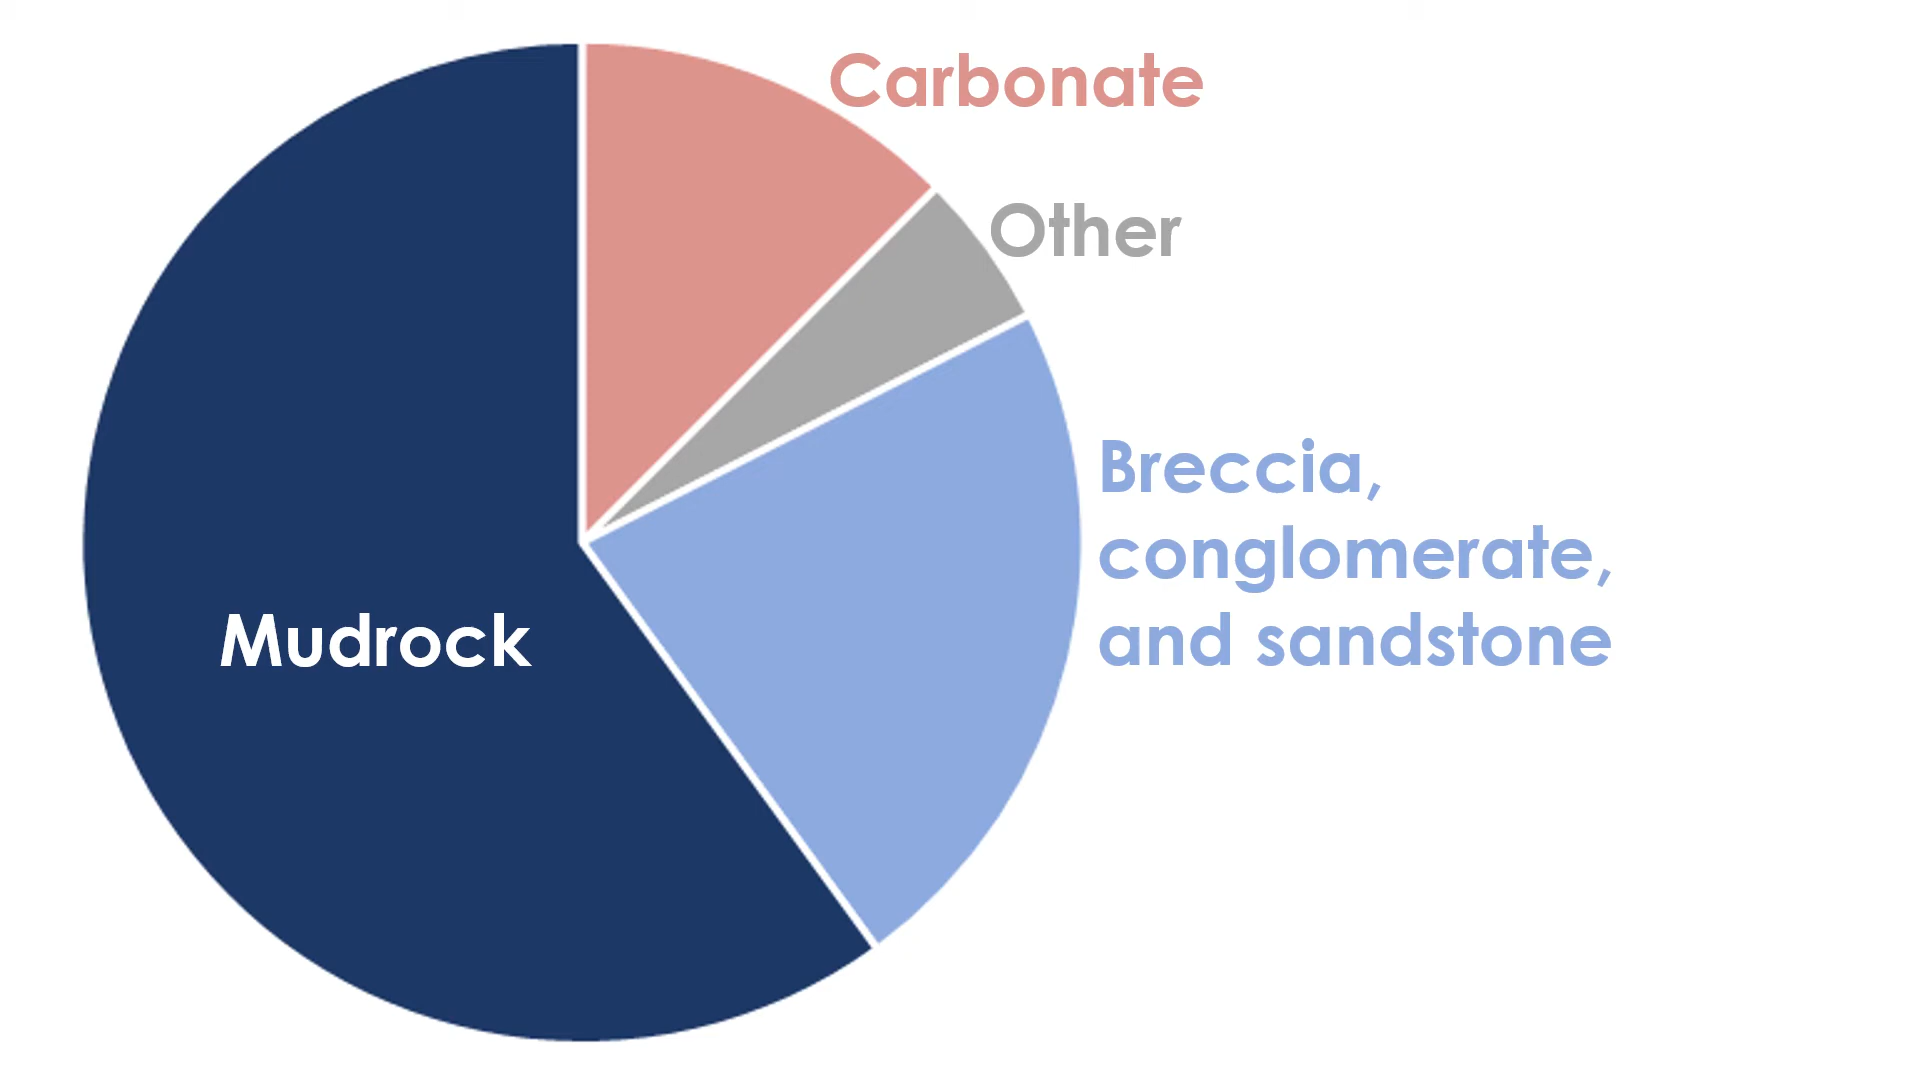 Carbonate
Other
Breccia,
conglomerate,
and sandstone
Mudrock